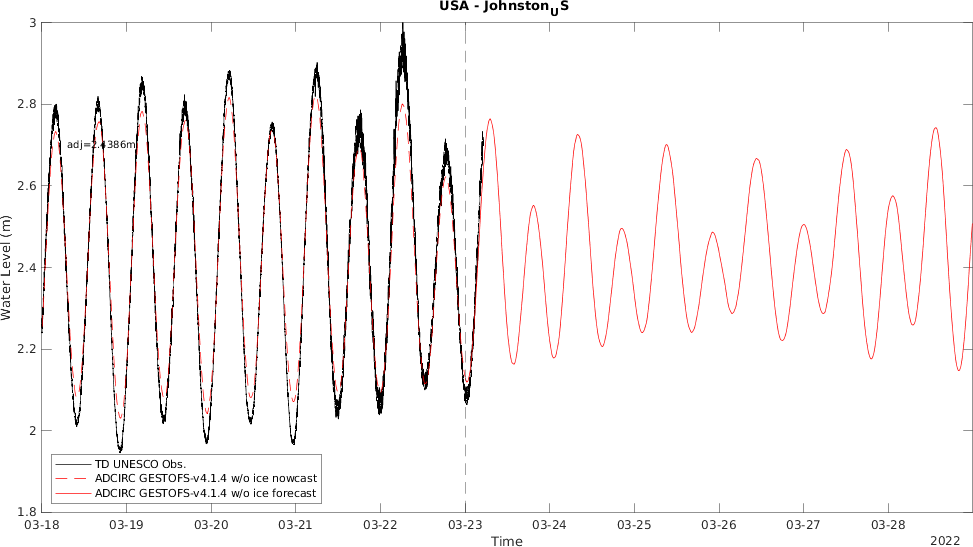 USA - Johnston_US
3
2.8
2.6
2.4
2.2
2
1.8
Water Level (m)
adj=2.4386m
TD UNESCO Obs.
ADCIRC GESTOFS-v4.1.4 w/o ice nowcast
ADCIRC GESTOFS-v4.1.4 w/o ice forecast
03-18 03-19 03-20 03-21 03-22 03-23 03-24 03-25 03-26 03-27 03-28
Time
2022